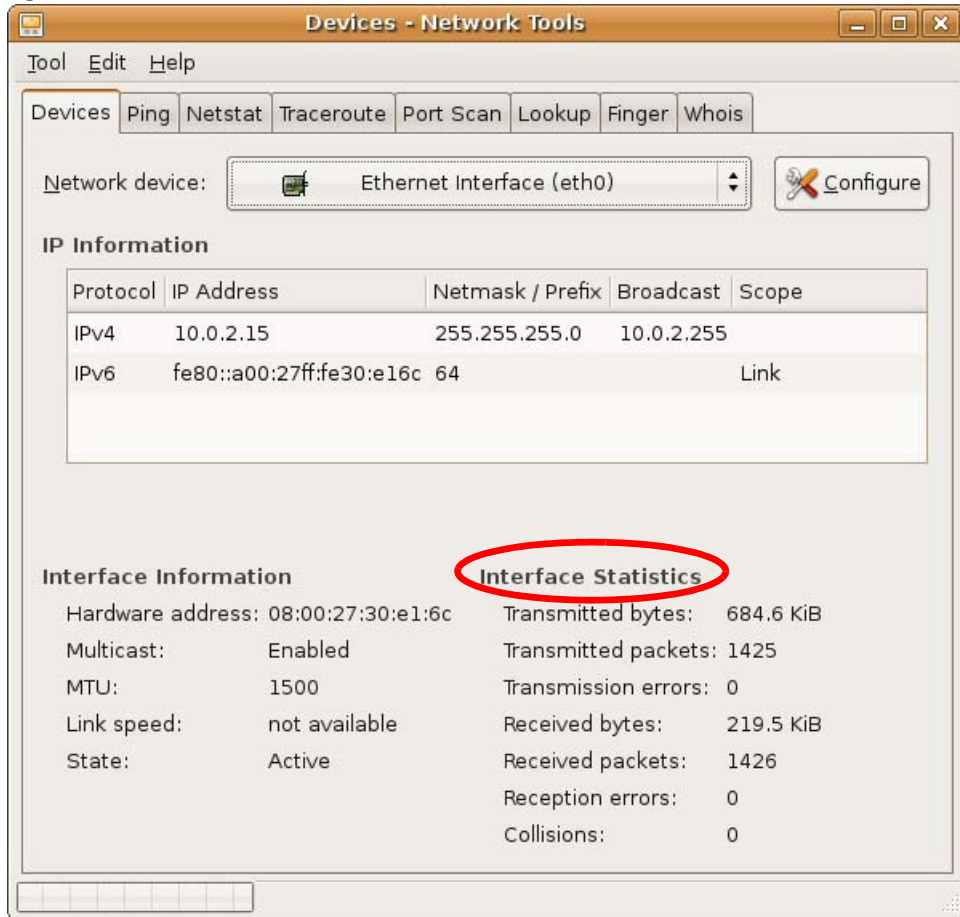 Devices - Network Tools
Tool Edit Help
Devices Ping Netstat Traceroute Port Scan Lookup Finger Whois
Network device: Ethernet Interface (eth0) Configure
IP Information
Protocol IP Address Netmask / Prefix Broadcast Scope
IPv4 10.0.2.15 255.255.255.0 10.0.2.255
IPv6 fe80::a00:27ff:fe30:e16c 64 Link
Interface Information
Hardware address: 08:00:27:30:e1:6c
Multicast: Enabled
MTU: 1500
Link speed: not available
State: Active
Interface Statistics
Transmitted bytes: 684.6 KiB
Transmitted packets: 1425
Transmission errors: 0
Received bytes: 219.5 KiB
Received packets: 1426
Reception errors: 0
Collisions: 0